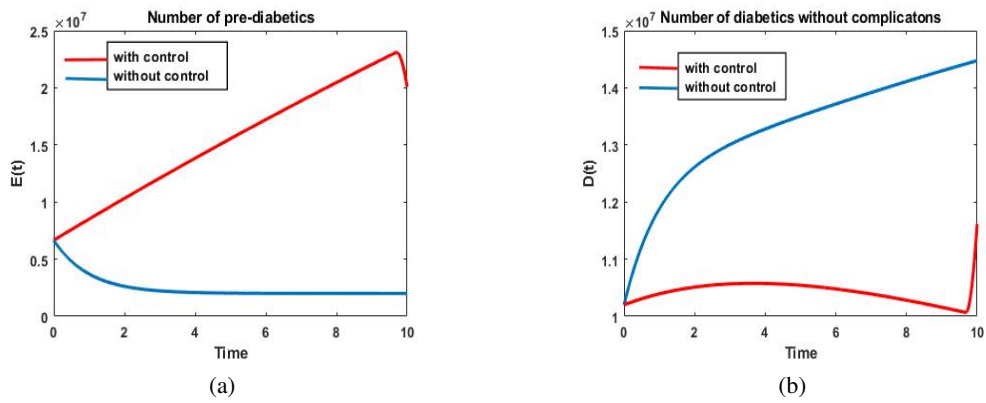 Number of pre-diabetics
×10⁷
2.5
2
1.5
1
0.5
0
0 2 4 6 8 10
E(t)
Time
with control
without control
(a)
Number of diabetics without complicatons
×10⁷
1.5
1.4
1.3
1.2
1.1
1
0 2 4 6 8 10
D(t)
Time
with control
without control
(b)